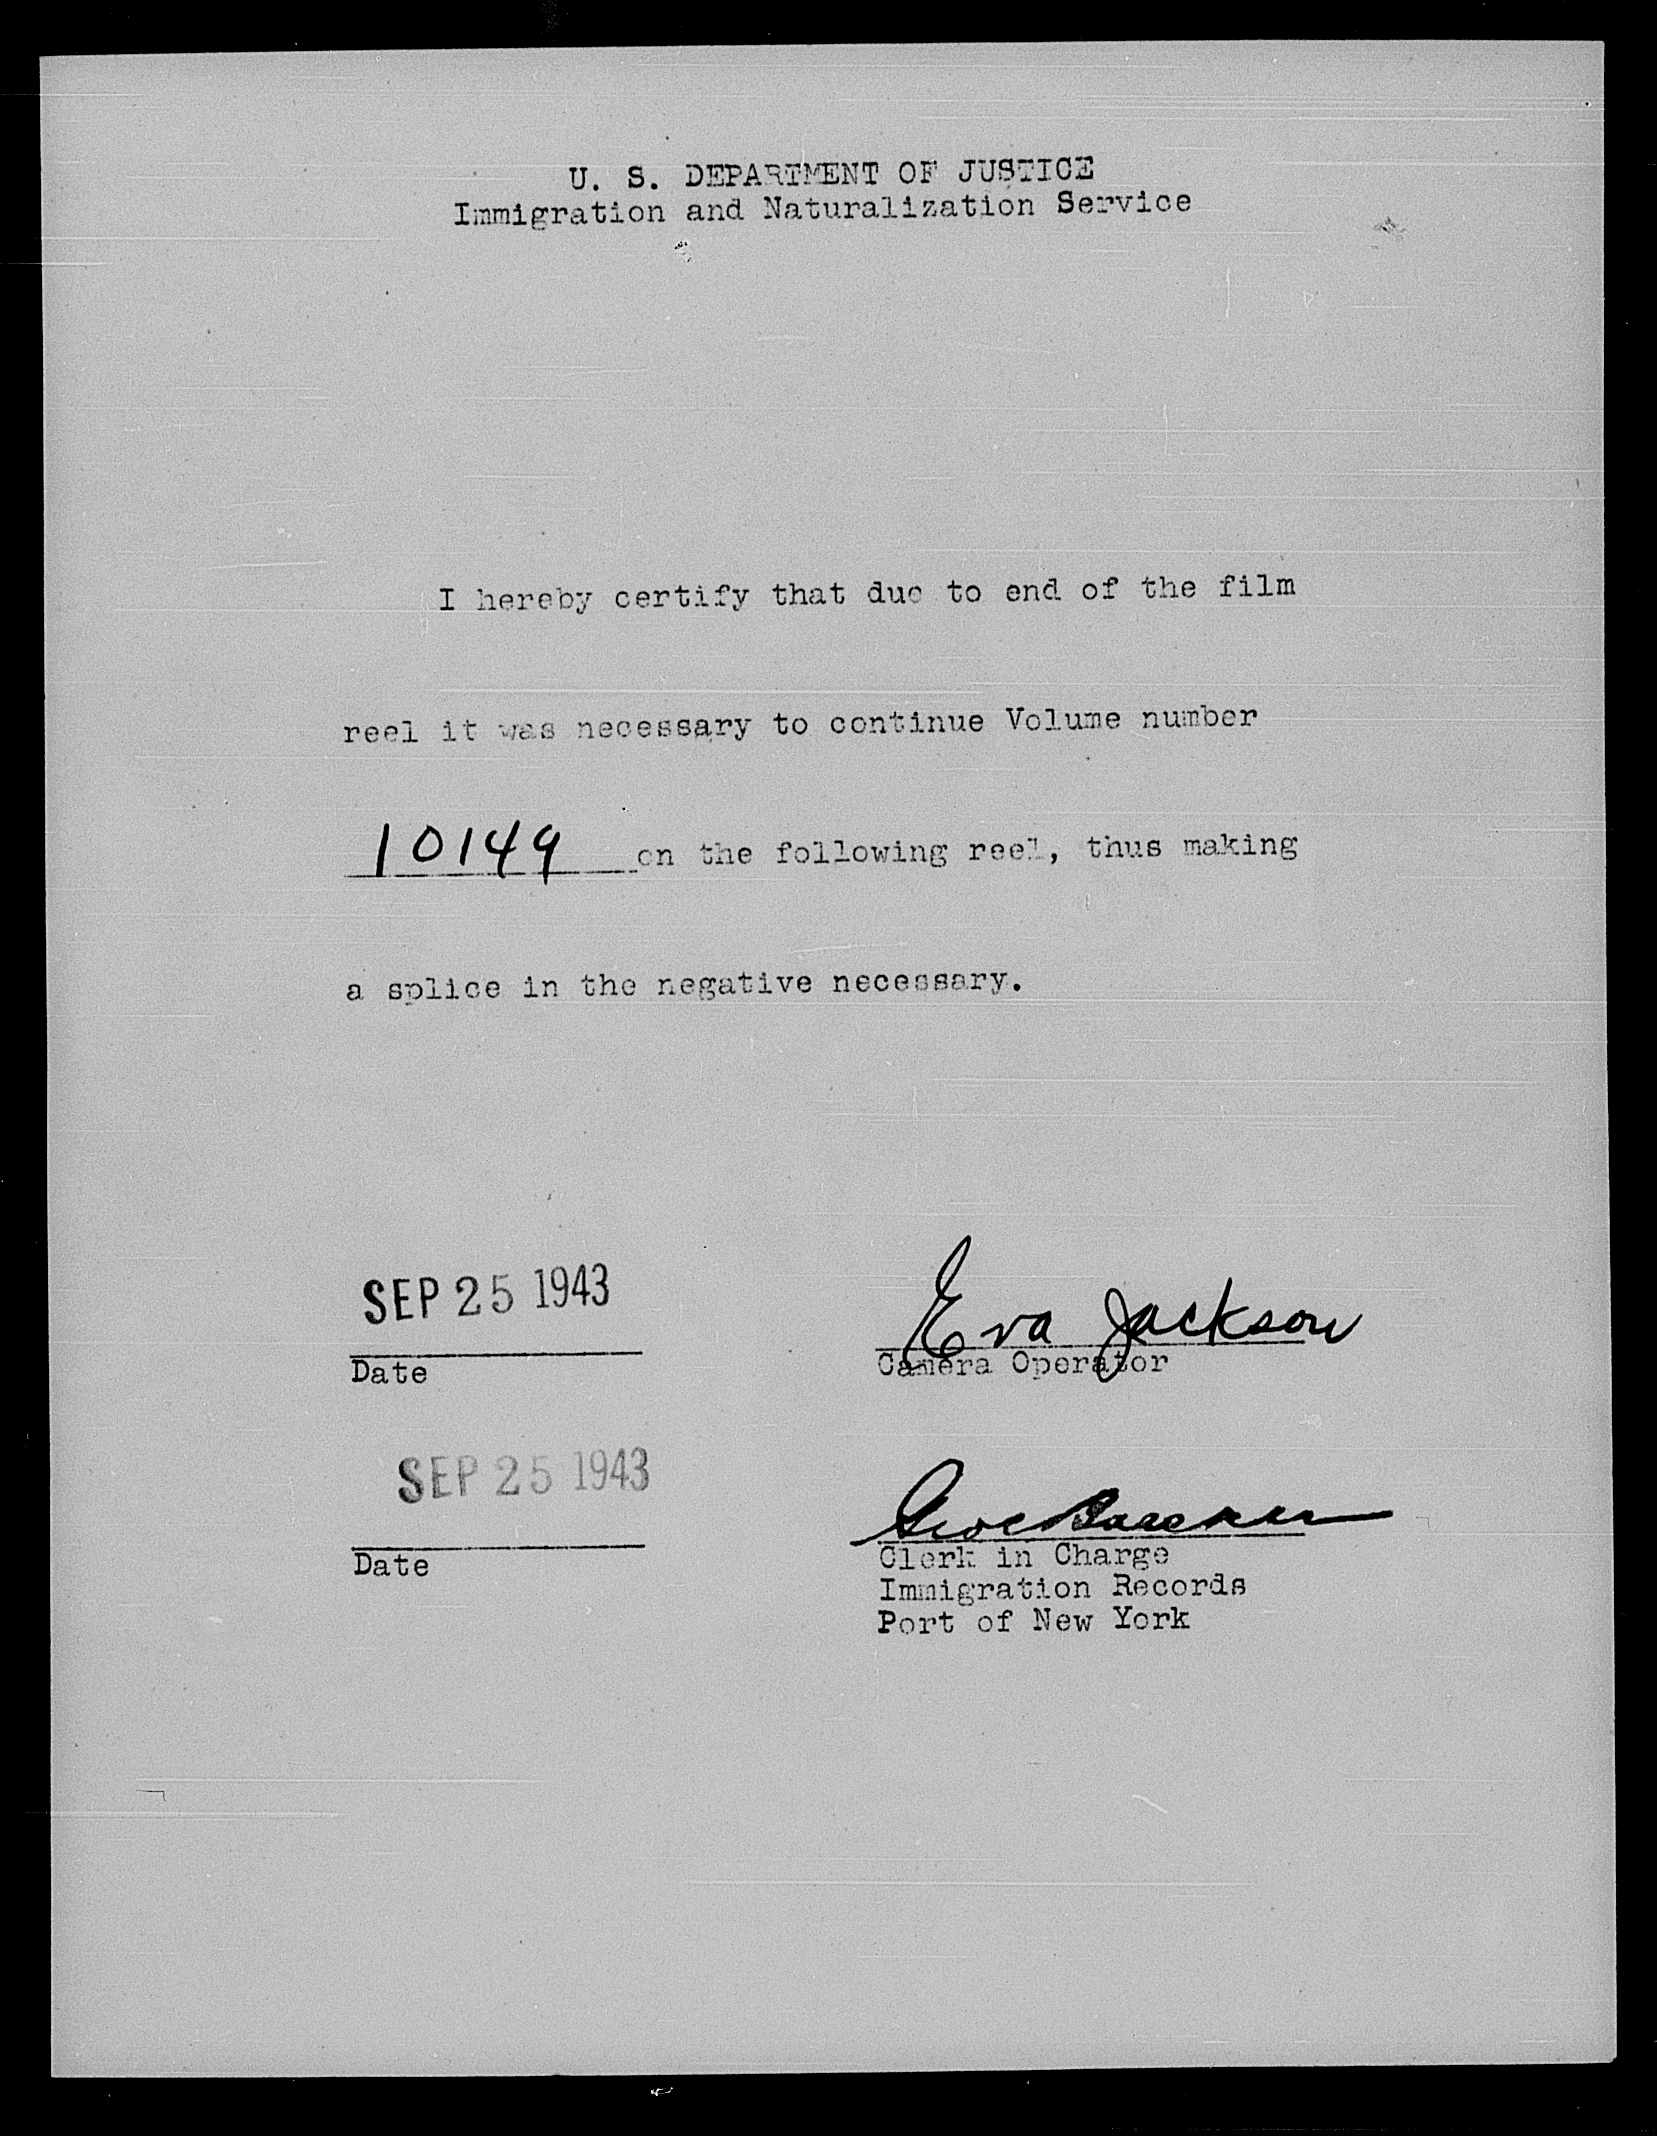 U. S. DEPARTMENT OF JUSTICE
Immigration and Naturalization Service
I hereby certify that due to end of the film
reel it was necessary to continue Volume number
10149 on the following reel, thus making
a splice in the negative necessary.
SEP 25 1943
Date
Eva Jackson
Camera Operator
SEP 25 1943
Date
Clerk in Charge
Immigration Records
Port of New York